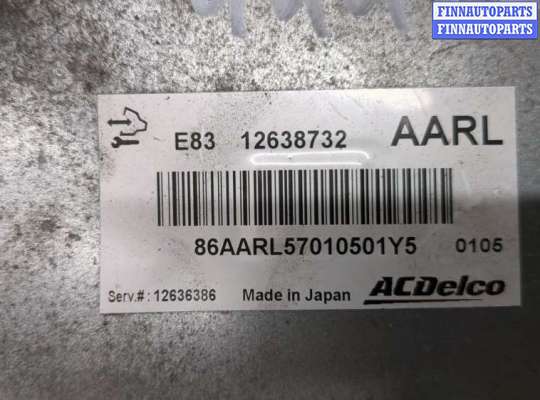 FINNAUTOPARTS
FINNAUTOPARTS
E83 12638732 AARL
86AARL57010501Y5 0105
Serv.#: 12636386 Made in Japan ACDelco